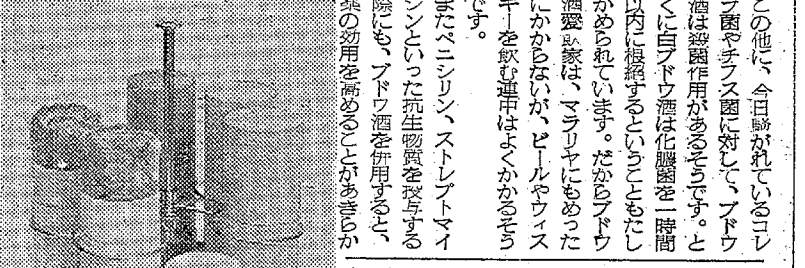 この他に、今日騒がれているコレ
ラ菌やチフス菌に対して、ブドウ
酒は殺菌作用があるそうです。と
くに白ブドウ酒は化膿菌を一時間
以内に根絶するということもたし
かめられています。だからブドウ
酒愛飲家は、マラリヤにもめった
にかからないが、ビールやウィス
キーを飲む連中はよくかかるそう
です。
またペニシリン、ストレプトマイ
シンといった抗生物質を投与する
際にも、ブドウ酒を併用すると、
薬の効用を高めることがあきらか